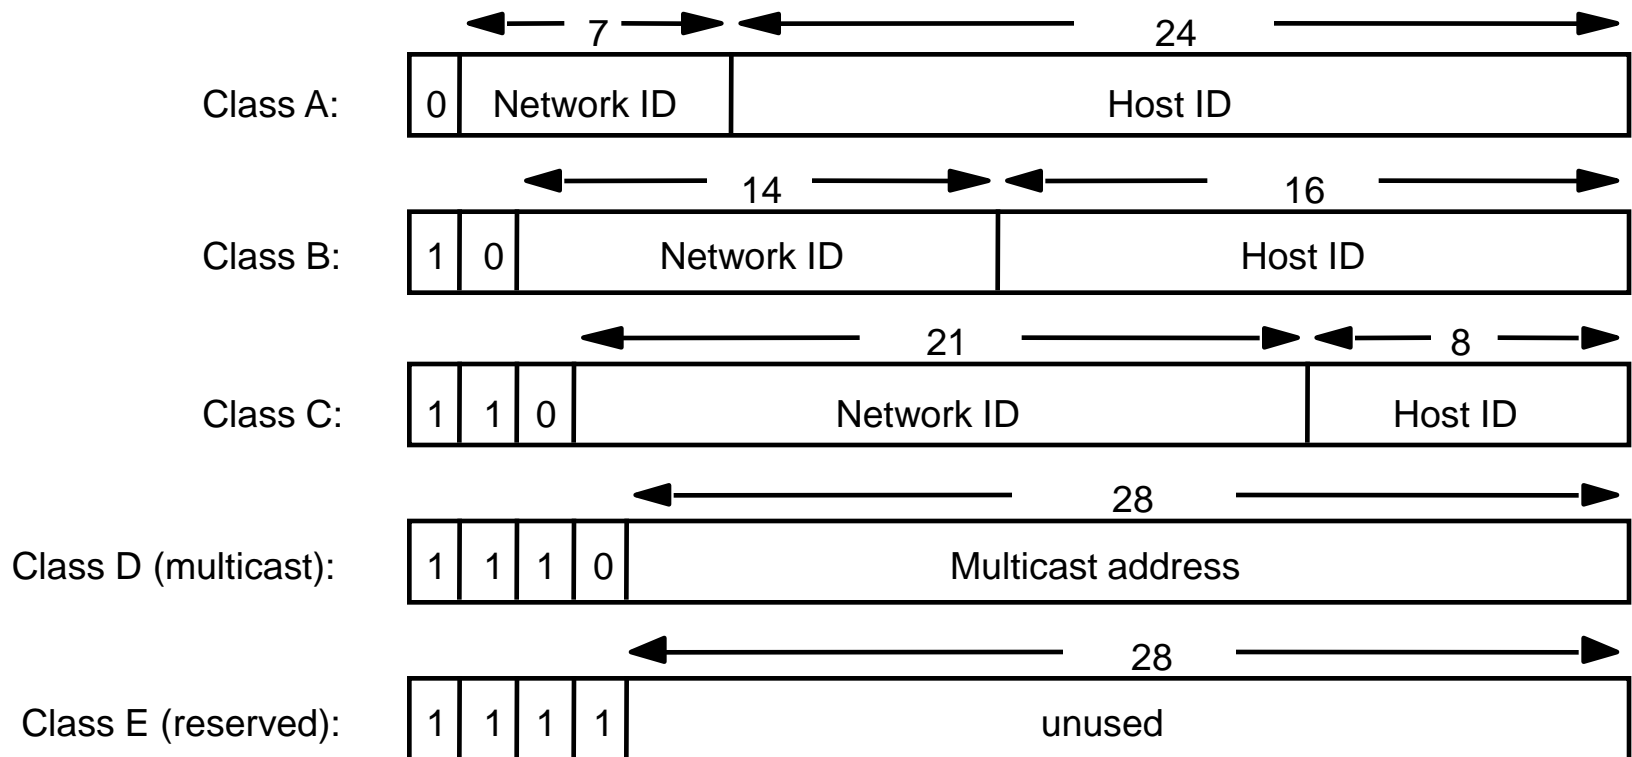 7 24
Class A: 0 Network ID Host ID
14 16
Class B: 1 0 Network ID Host ID
21 8
Class C: 1 1 0 Network ID Host ID
28
Class D (multicast): 1 1 1 0 Multicast address
28
Class E (reserved): 1 1 1 1 unused